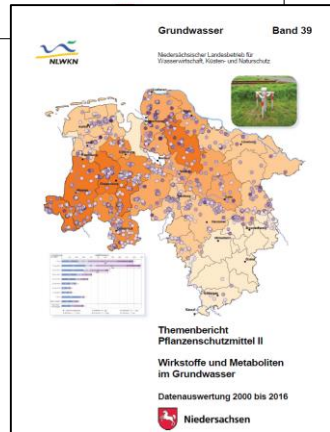 Grundwasser Band 39
NLWKN
Niedersächsischer Landesbetrieb für
Wasserwirtschaft, Küsten- und Naturschutz
Themenbericht
Pflanzenschutzmittel II
Wirkstoffe und Metaboliten
im Grundwasser
Datenauswertung 2000 bis 2016
Niedersachsen